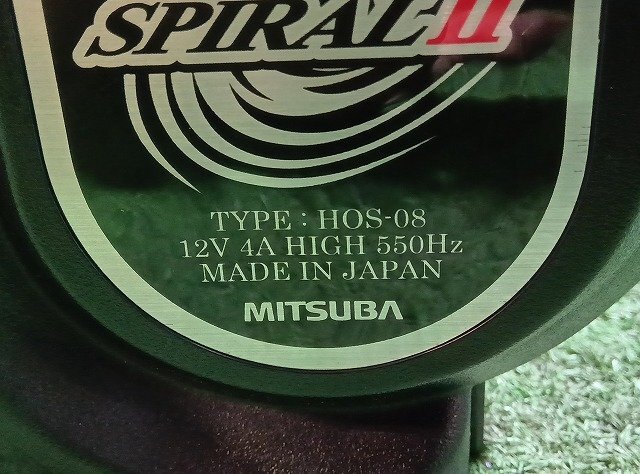 SPIRAL II
TYPE : HOS-08
12V 4A HIGH 550Hz
MADE IN JAPAN
MITSUBA